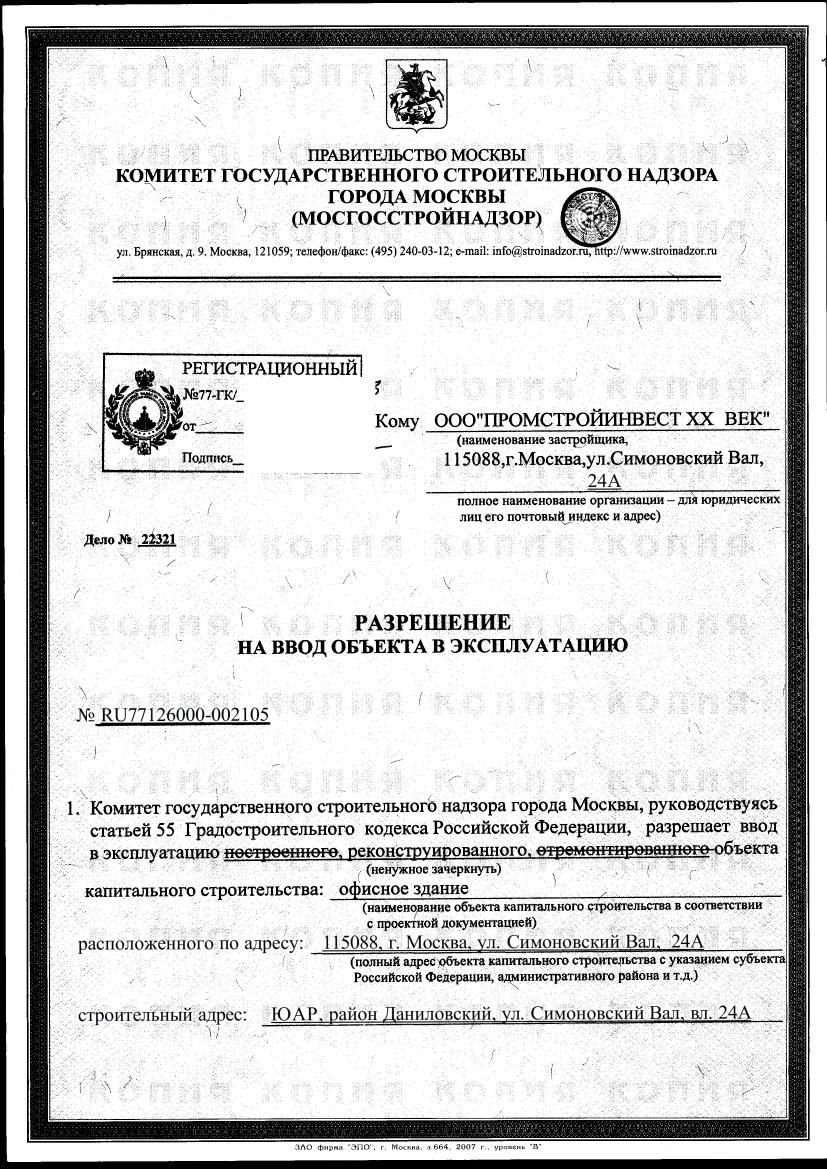 ПРАВИТЕЛЬСТВО МОСКВЫ
КОМИТЕТ ГОСУДАРСТВЕННОГО СТРОИТЕЛЬНОГО НАДЗОРА
ГОРОДА МОСКВЫ
(МОСГОССТРОЙНАДЗОР)
ул. Брянская, д. 9. Москва, 121059; телефон/факс: (495) 240-03-12; e-mail: info@stroinadzor.ru, http://www.stroinadzor.ru
РЕГИСТРАЦИОННЫЙ
№77-ГК/_
от
Подпись_
Кому ООО"ПРОМСТРОЙИНВЕСТ XX ВЕК"
(наименование застройщика,
115088,г.Москва,ул.Симоновский Вал,
24А
полное наименование организации – для юридических
лиц его почтовый индекс и адрес)
Дело № 22321
РАЗРЕШЕНИЕ
НА ВВОД ОБЪЕКТА В ЭКСПЛУАТАЦИЮ
№ RU77126000-002105
1. Комитет государственного строительного надзора города Москвы, руководствуясь
статьей 55 Градостроительного кодекса Российской Федерации, разрешает ввод
в эксплуатацию построенного, реконструированного, отремонтированного объекта
(ненужное зачеркнуть)
капитального строительства: офисное здание
(наименование объекта капитального строительства в соответствии
с проектной документацией)
расположенного по адресу: 115088, г. Москва, ул. Симоновский Вал, 24А
(полный адрес объекта капитального строительства с указанием субъекта
Российской Федерации, административного района и т.д.)
строительный адрес: ЮАР, район Даниловский, ул. Симоновский Вал, вл. 24А
ЗАО фирма "ЭПО", г. Москва, з.664, 2007 г., уровень "В"